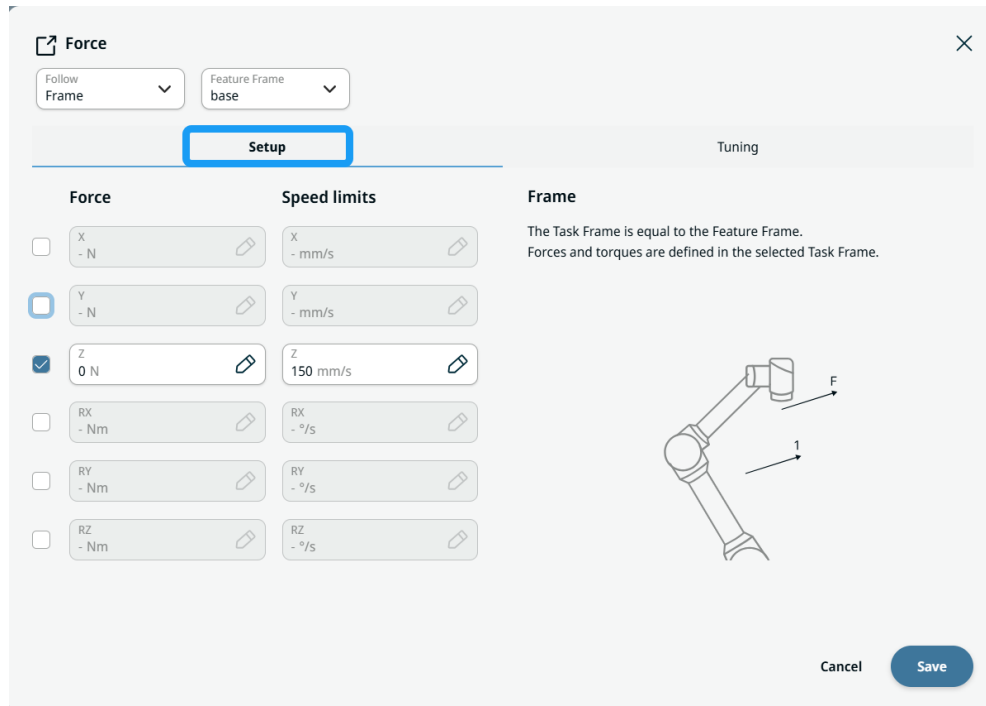 Force
Follow
Frame
Feature Frame
base
Setup
Tuning
Force
Speed limits
X
- N
X
- mm/s
Y
- N
Y
- mm/s
Z
0 N
Z
150 mm/s
RX
- Nm
RX
- °/s
RY
- Nm
RY
- °/s
RZ
- Nm
RZ
- °/s
Frame
The Task Frame is equal to the Feature Frame.
Forces and torques are defined in the selected Task Frame.
F
1
Cancel
Save